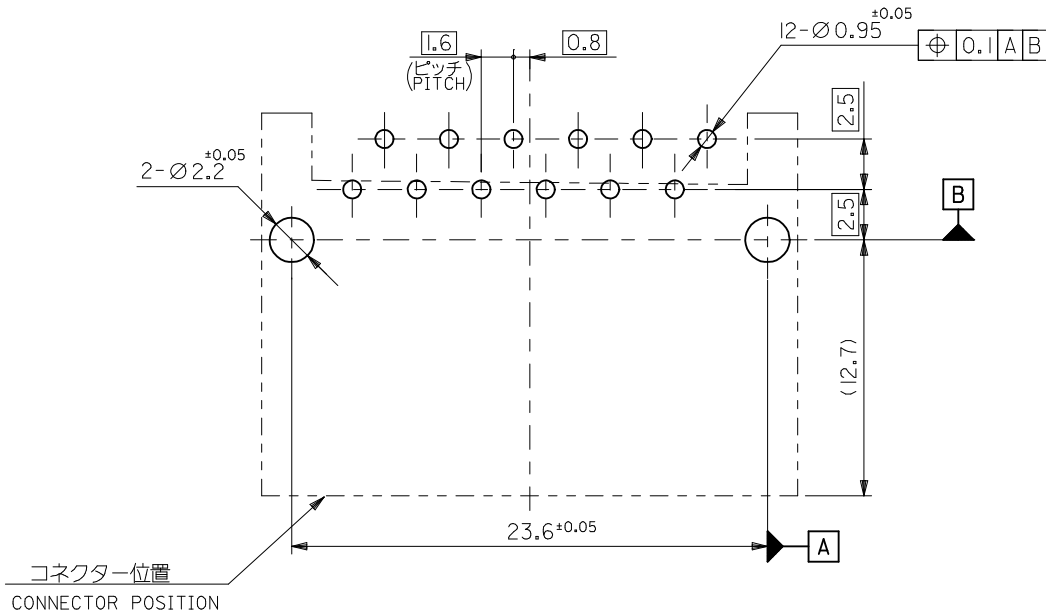 1.6
(ピッチ
PITCH)
0.8
12-Ø0.95 ±0.05
⌖ 0.1 A B
2.5
2-Ø2.2 ±0.05
B
2.5
(12.7)
23.6 ±0.05
A
コネクター位置
CONNECTOR POSITION